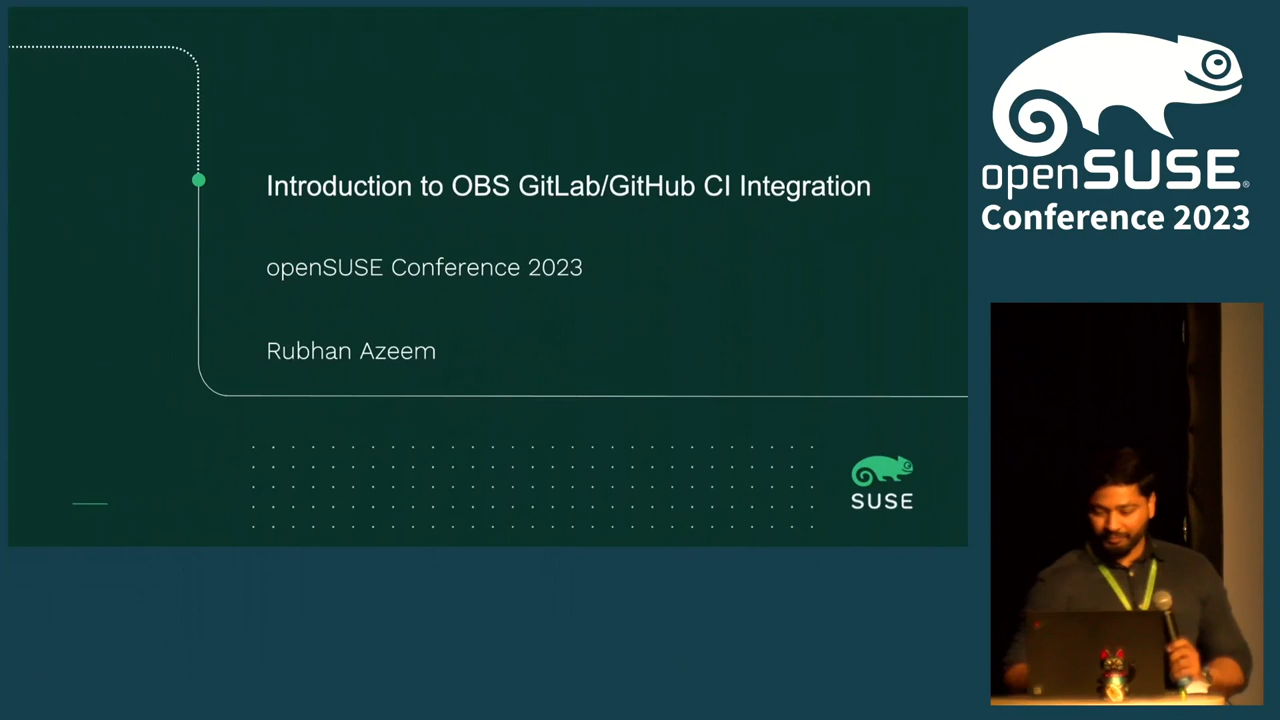 Introduction to OBS GitLab/GitHub CI Integration
openSUSE Conference 2023
Rubhan Azeem
SUSE
openSUSE®
Conference 2023